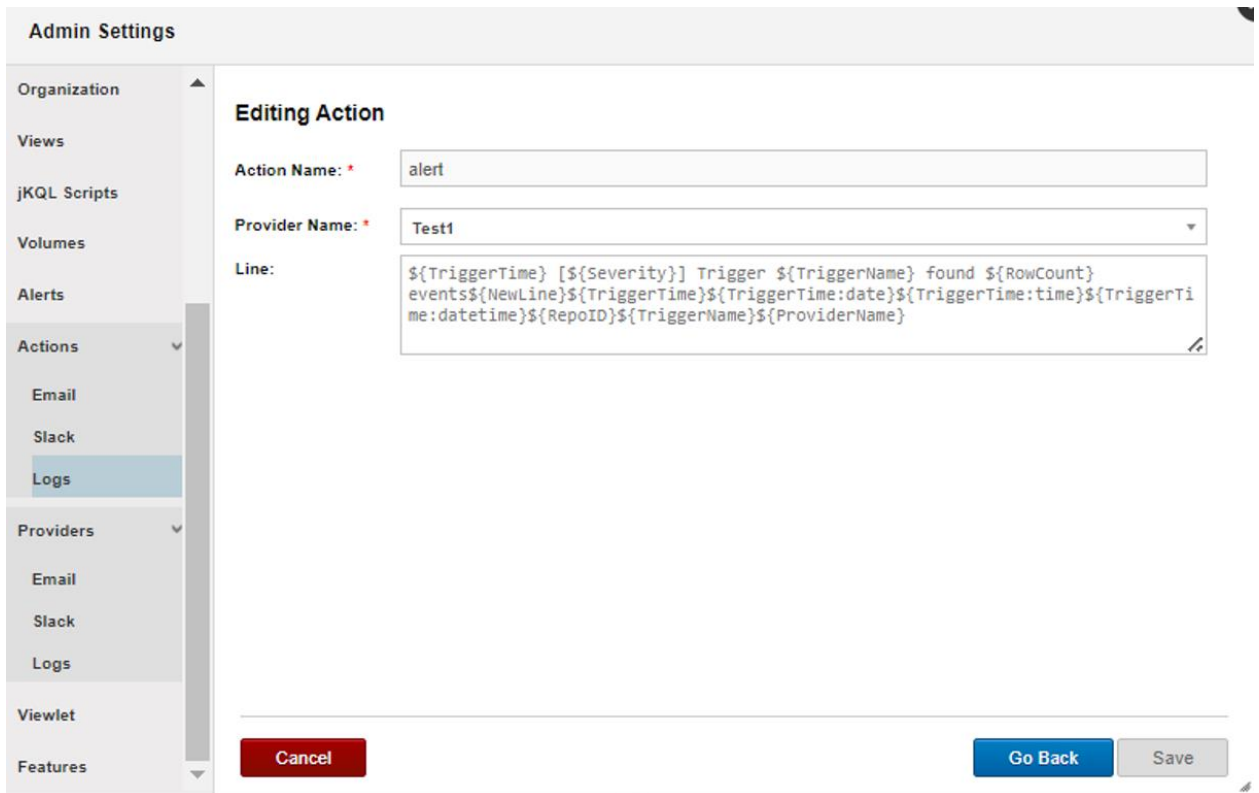 Admin Settings
Organization
Views
jKQL Scripts
Volumes
Alerts
Actions
Email
Slack
Logs
Providers
Email
Slack
Logs
Viewlet
Features
Editing Action
Action Name: *
alert
Provider Name: *
Test1
Line:
${TriggerTime} [${Severity}] Trigger ${TriggerName} found ${RowCount}
events${NewLine}${TriggerTime}${TriggerTime:date}${TriggerTime:time}${TriggerTi
me:datetime}${RepoID}${TriggerName}${ProviderName}
Cancel
Go Back
Save